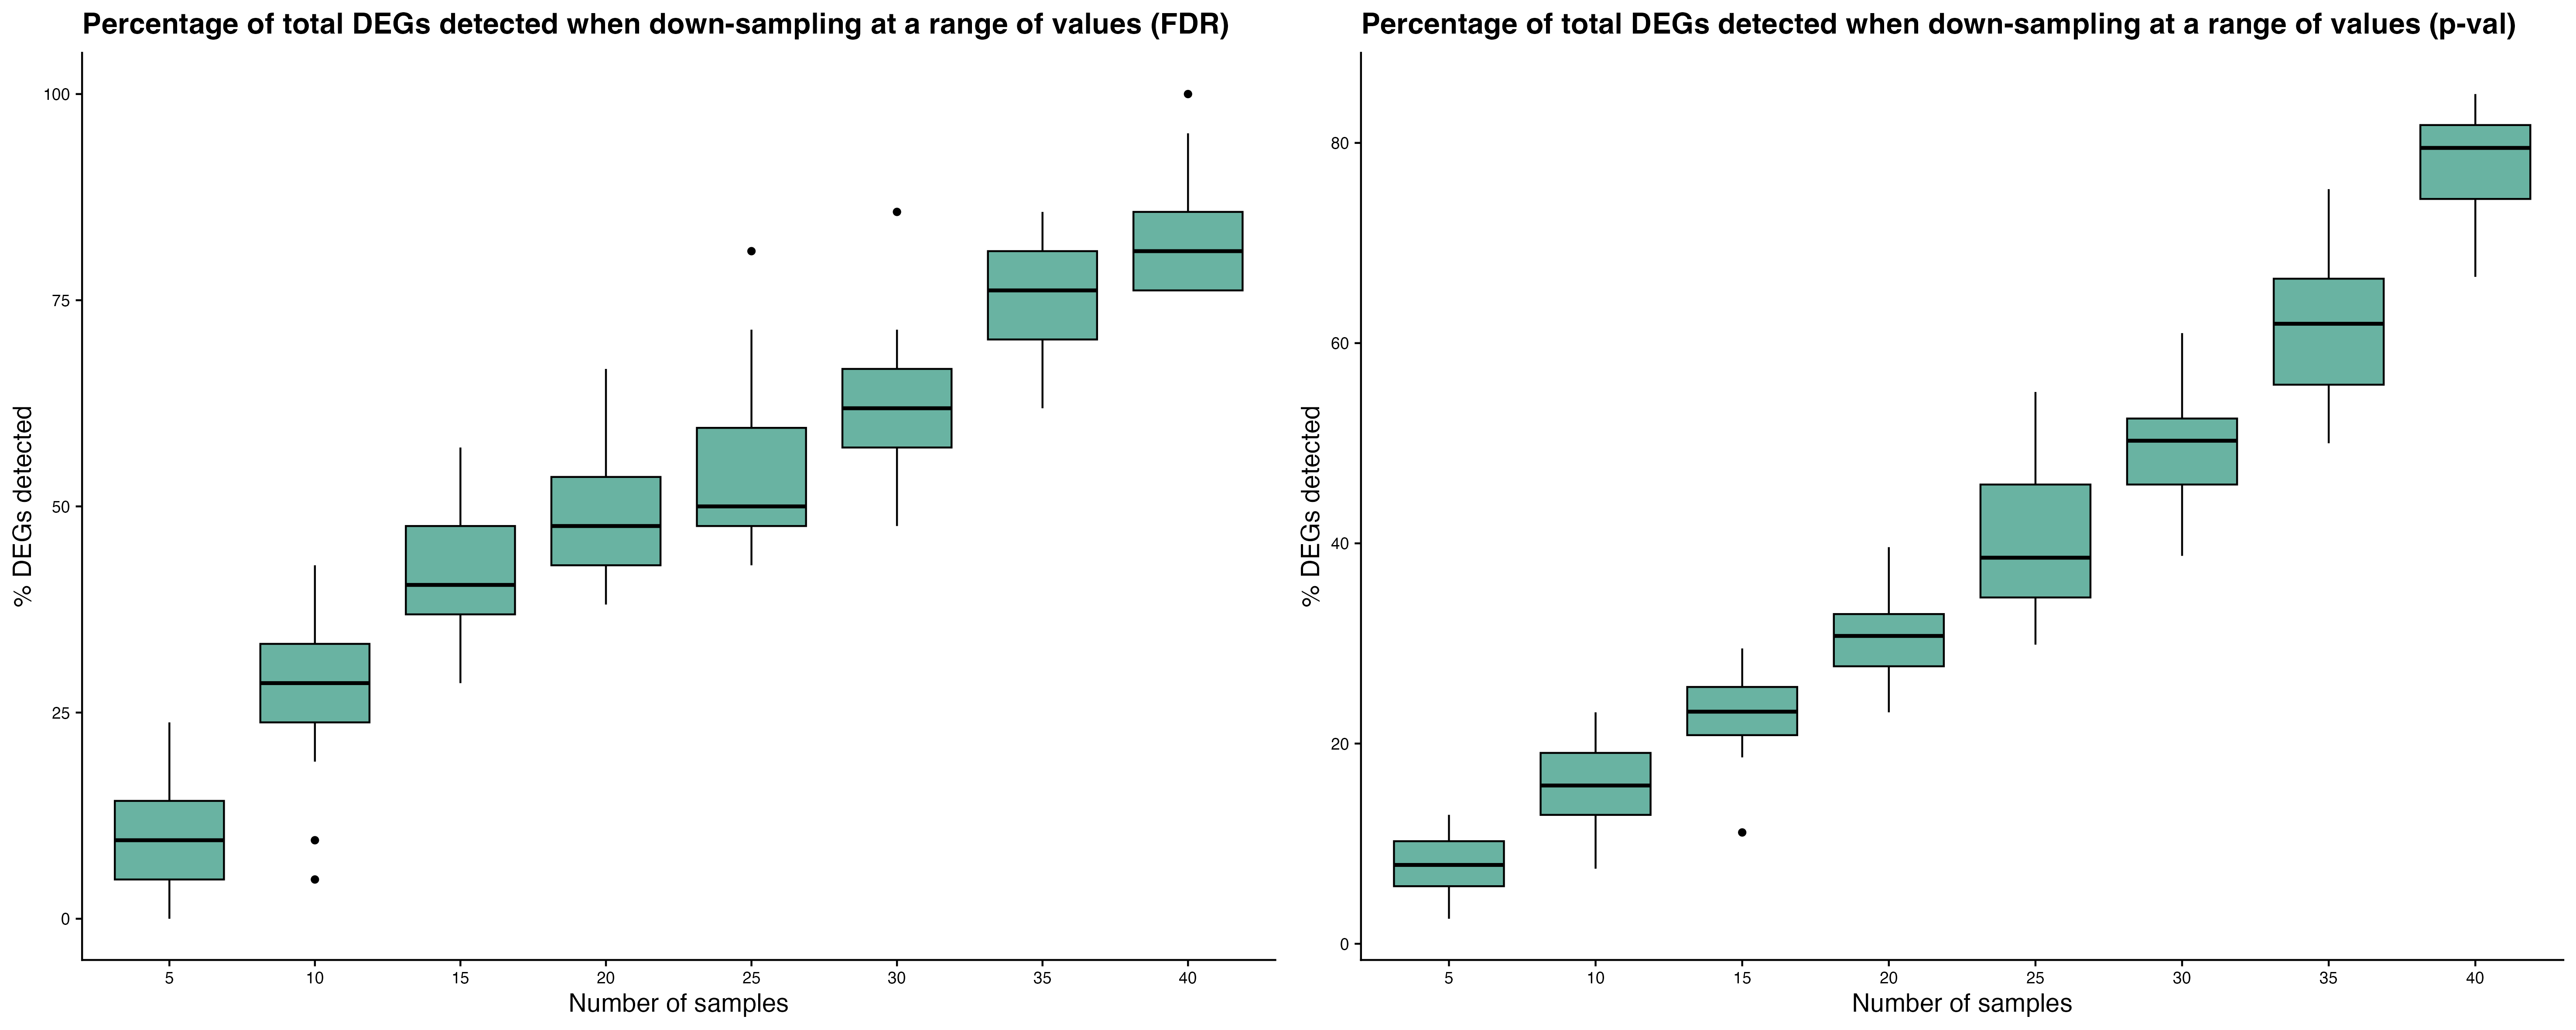 Percentage of total DEGs detected when down-sampling at a range of values (FDR)
% DEGs detected
100
75
50
25
0
5 10 15 20 25 30 35 40
Number of samples
Percentage of total DEGs detected when down-sampling at a range of values (p-val)
% DEGs detected
80
60
40
20
0
5 10 15 20 25 30 35 40
Number of samples